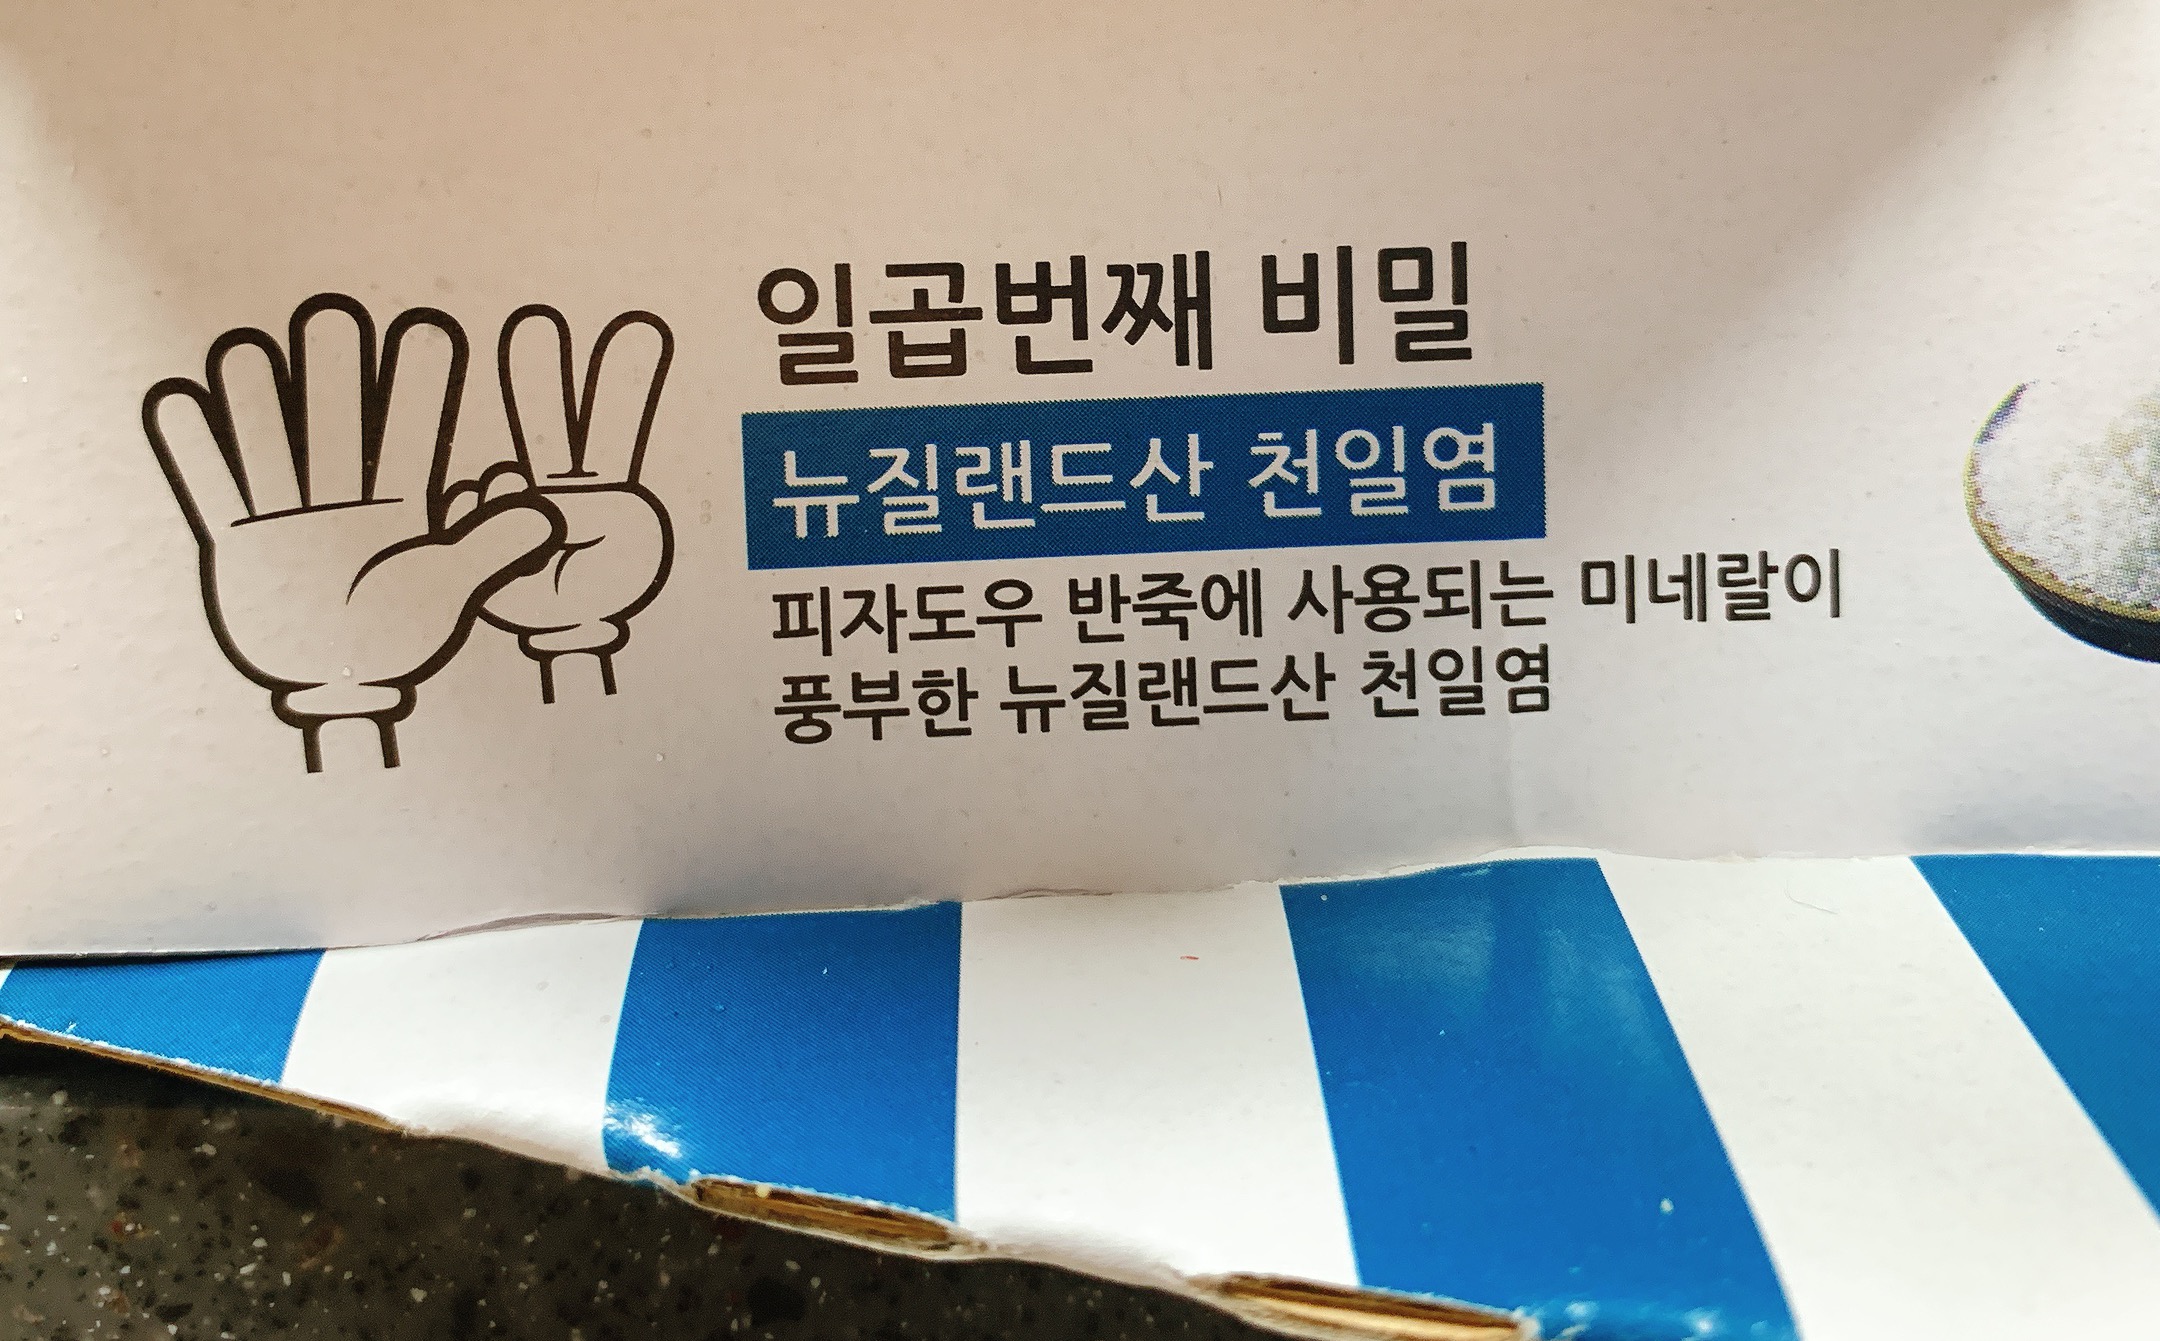 일곱번째 비밀
뉴질랜드산 천일염
피자도우 반죽에 사용되는 미네랄이
풍부한 뉴질랜드산 천일염